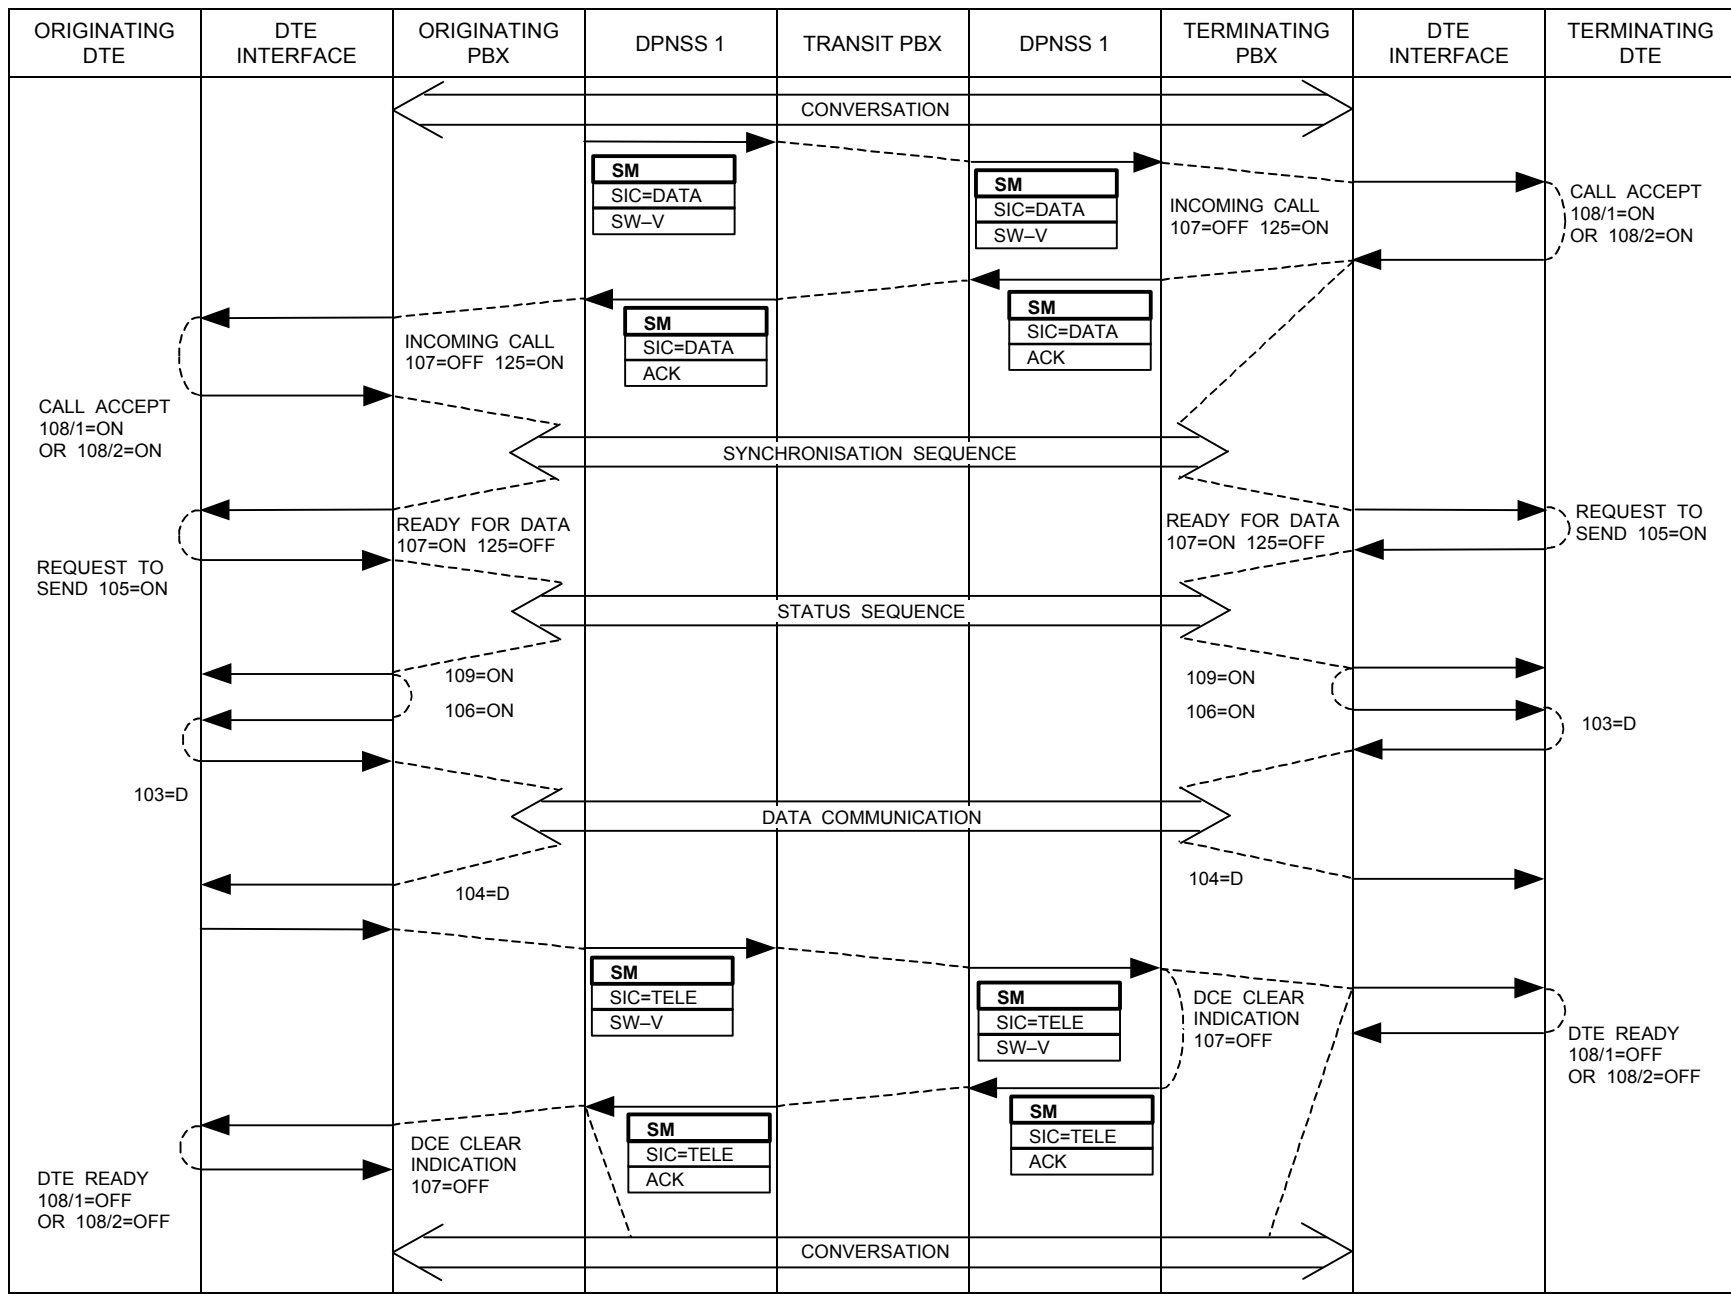 ORIGINATING
DTE
DTE
INTERFACE
ORIGINATING
PBX
DPNSS 1
TRANSIT PBX
DPNSS 1
TERMINATING
PBX
DTE
INTERFACE
TERMINATING
DTE
CONVERSATION
SM
SIC=DATA
SW–V
SM
SIC=DATA
SW–V
INCOMING CALL
107=OFF 125=ON
CALL ACCEPT
108/1=ON
OR 108/2=ON
INCOMING CALL
107=OFF 125=ON
SM
SIC=DATA
ACK
SM
SIC=DATA
ACK
CALL ACCEPT
108/1=ON
OR 108/2=ON
SYNCHRONISATION SEQUENCE
READY FOR DATA
107=ON 125=OFF
READY FOR DATA
107=ON 125=OFF
REQUEST TO
SEND 105=ON
REQUEST TO
SEND 105=ON
STATUS SEQUENCE
109=ON
106=ON
109=ON
106=ON
103=D
103=D
DATA COMMUNICATION
104=D
104=D
SM
SIC=TELE
SW–V
SM
SIC=TELE
SW–V
DCE CLEAR
INDICATION
107=OFF
DTE READY
108/1=OFF
OR 108/2=OFF
DCE CLEAR
INDICATION
107=OFF
SM
SIC=TELE
ACK
SM
SIC=TELE
ACK
DTE READY
108/1=OFF
OR 108/2=OFF
CONVERSATION